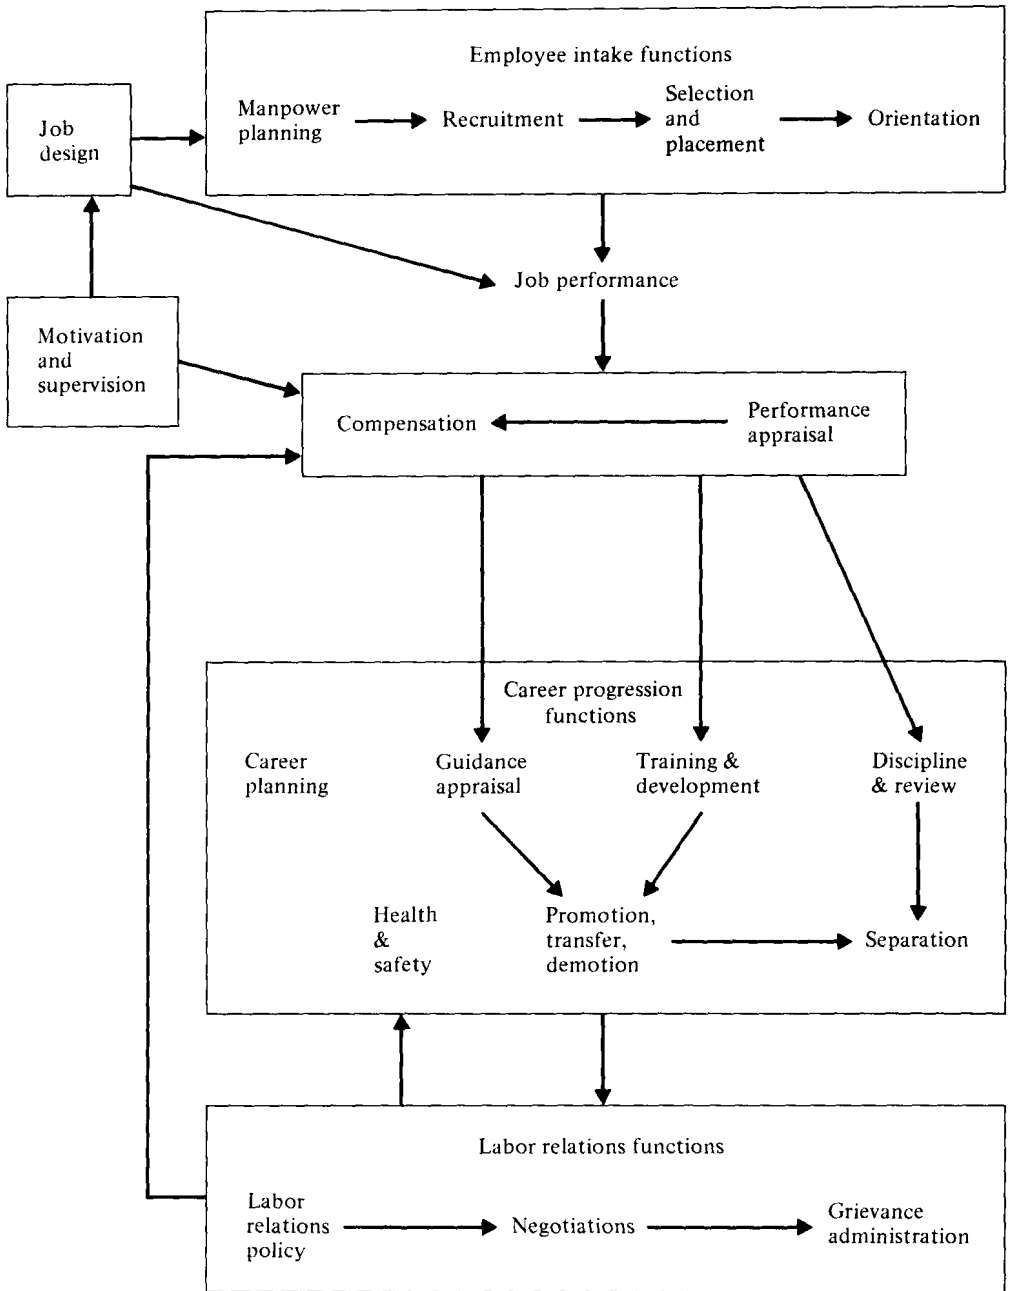 Employee intake functions
Manpower
planning
Recruitment
Selection
and
placement
Orientation
Job
design
Job performance
Motivation
and
supervision
Compensation
Performance
appraisal
Career progression
functions
Career
planning
Guidance
appraisal
Training &
development
Discipline
& review
Health
&
safety
Promotion,
transfer,
demotion
Separation
Labor relations functions
Labor
relations
policy
Negotiations
Grievance
administration